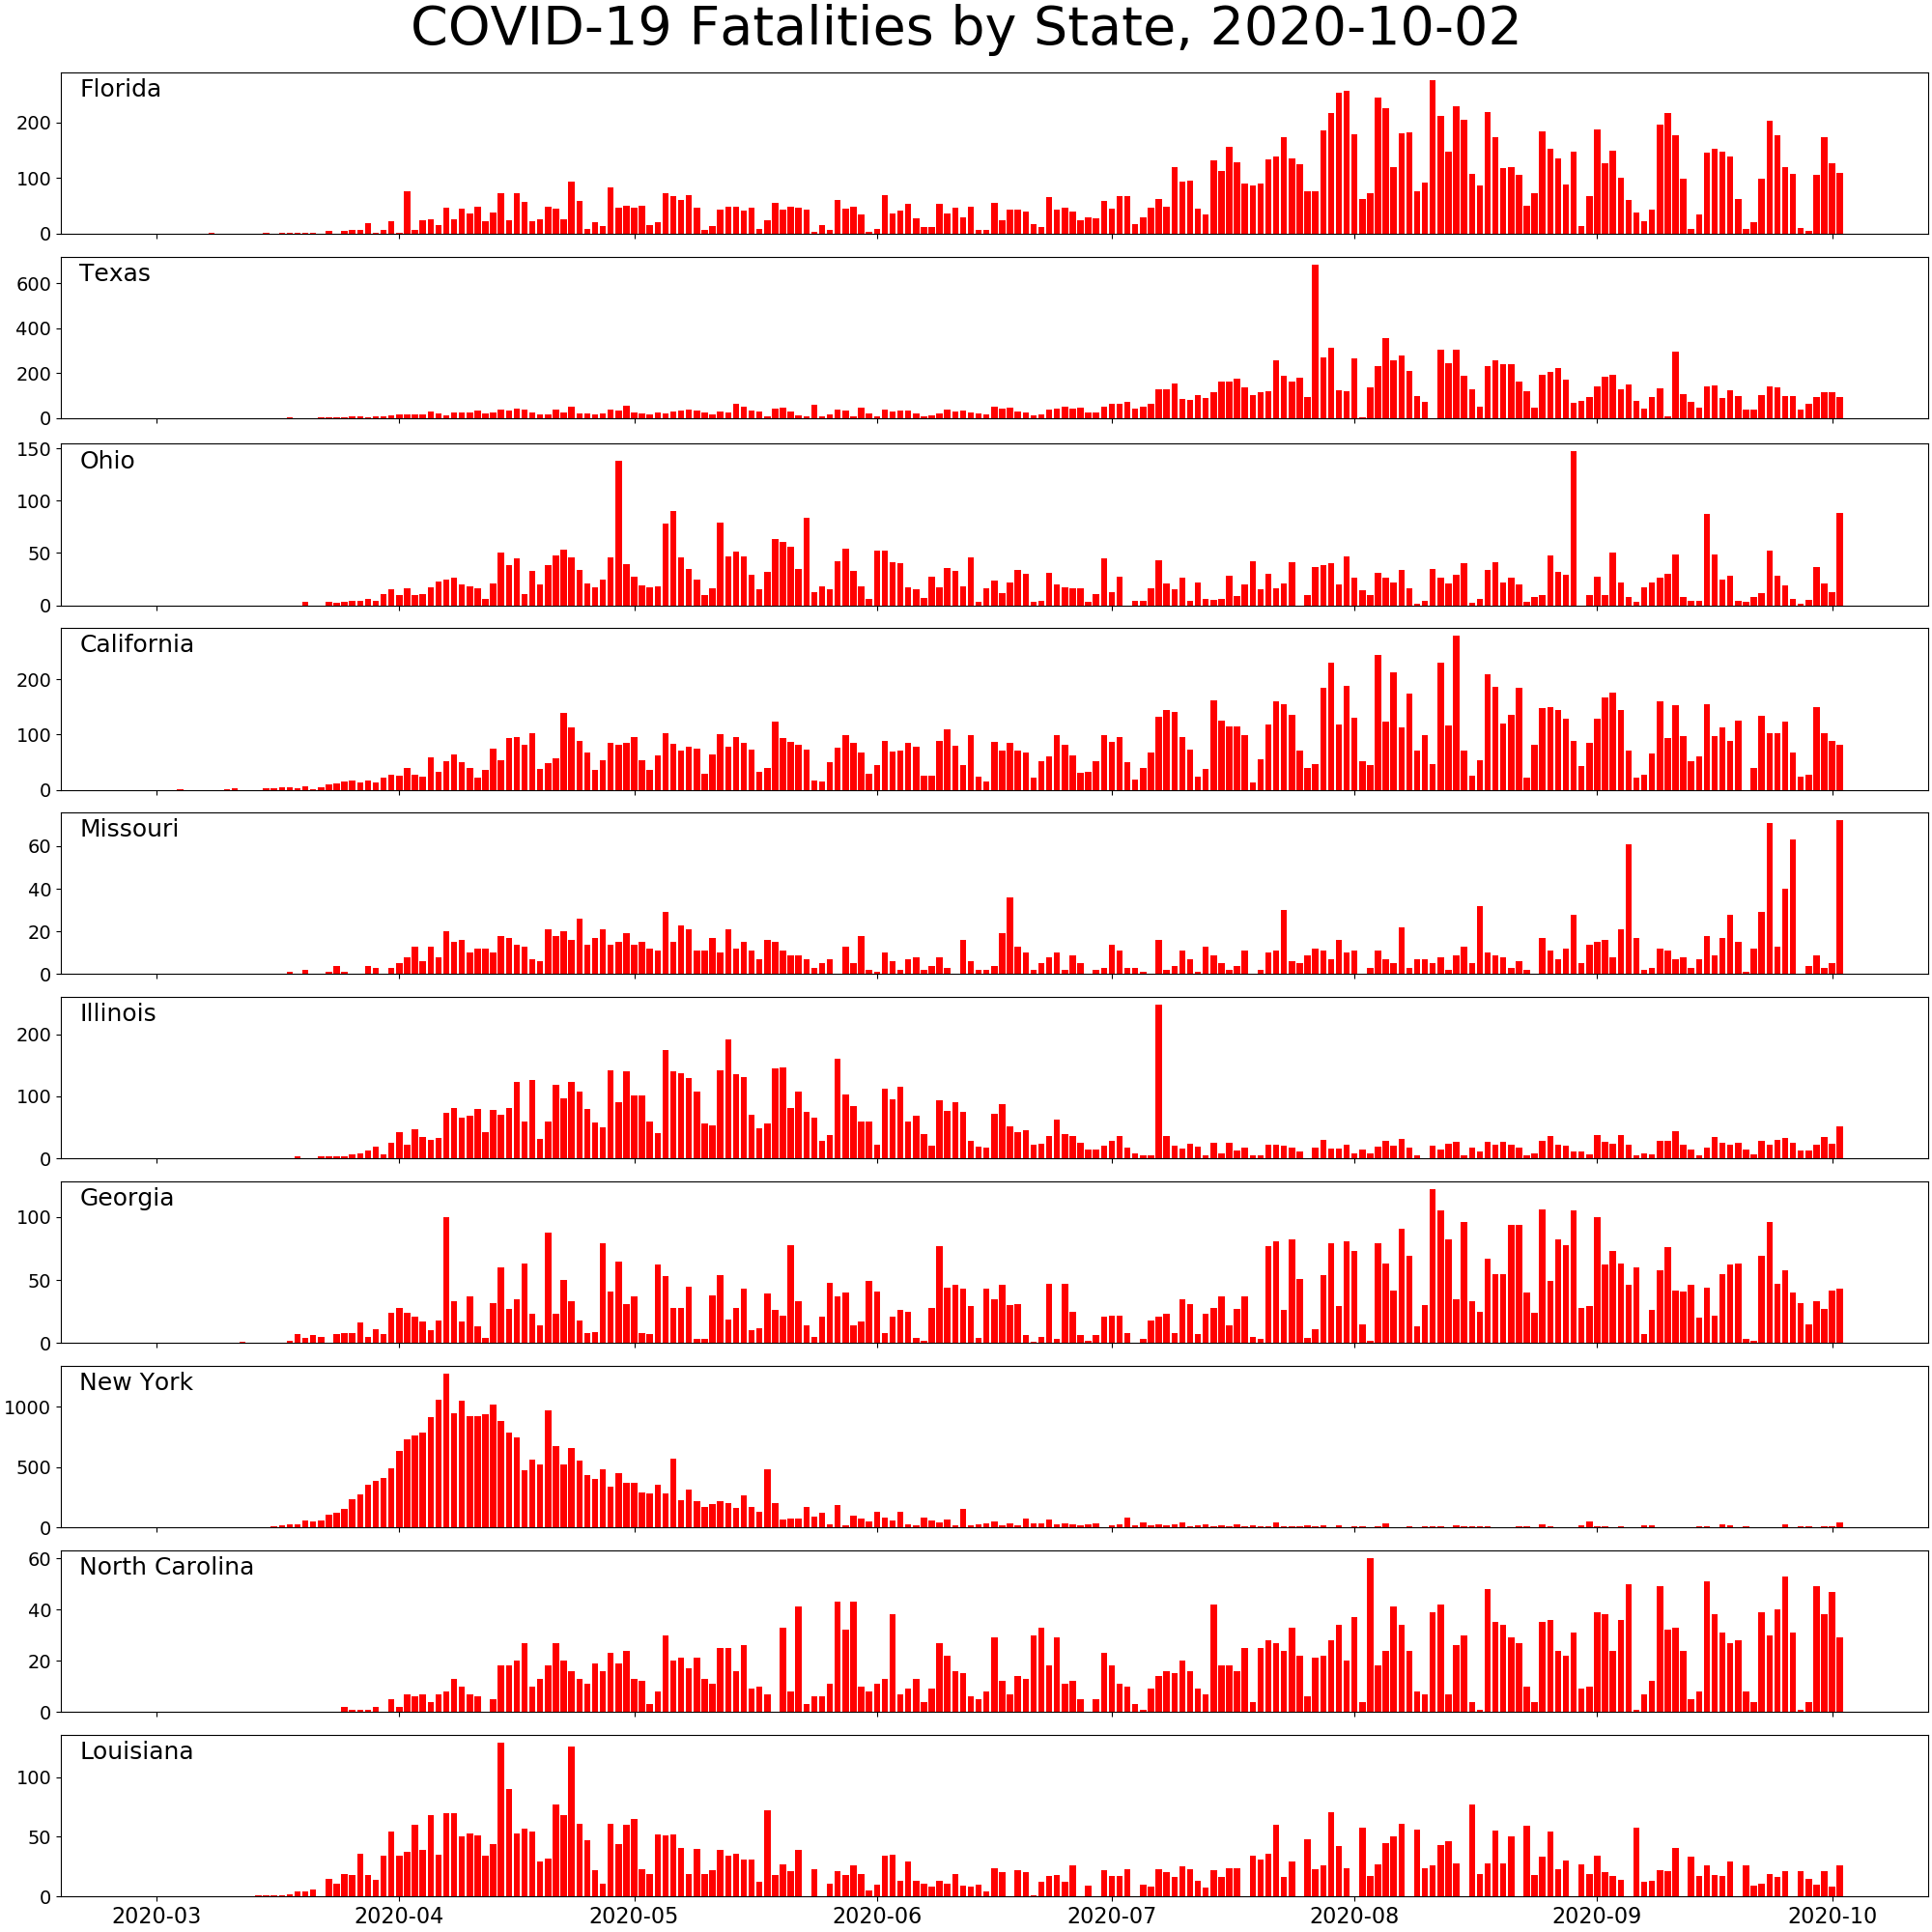 COVID-19 Fatalities by State, 2020-10-02
Florida
200
100
0
Texas
600
400
200
0
Ohio
150
100
50
0
California
200
100
0
Missouri
60
40
20
0
Illinois
200
100
0
Georgia
100
50
0
New York
1000
500
0
North Carolina
60
40
20
0
Louisiana
100
50
0
2020-03 2020-04 2020-05 2020-06 2020-07 2020-08 2020-09 2020-10